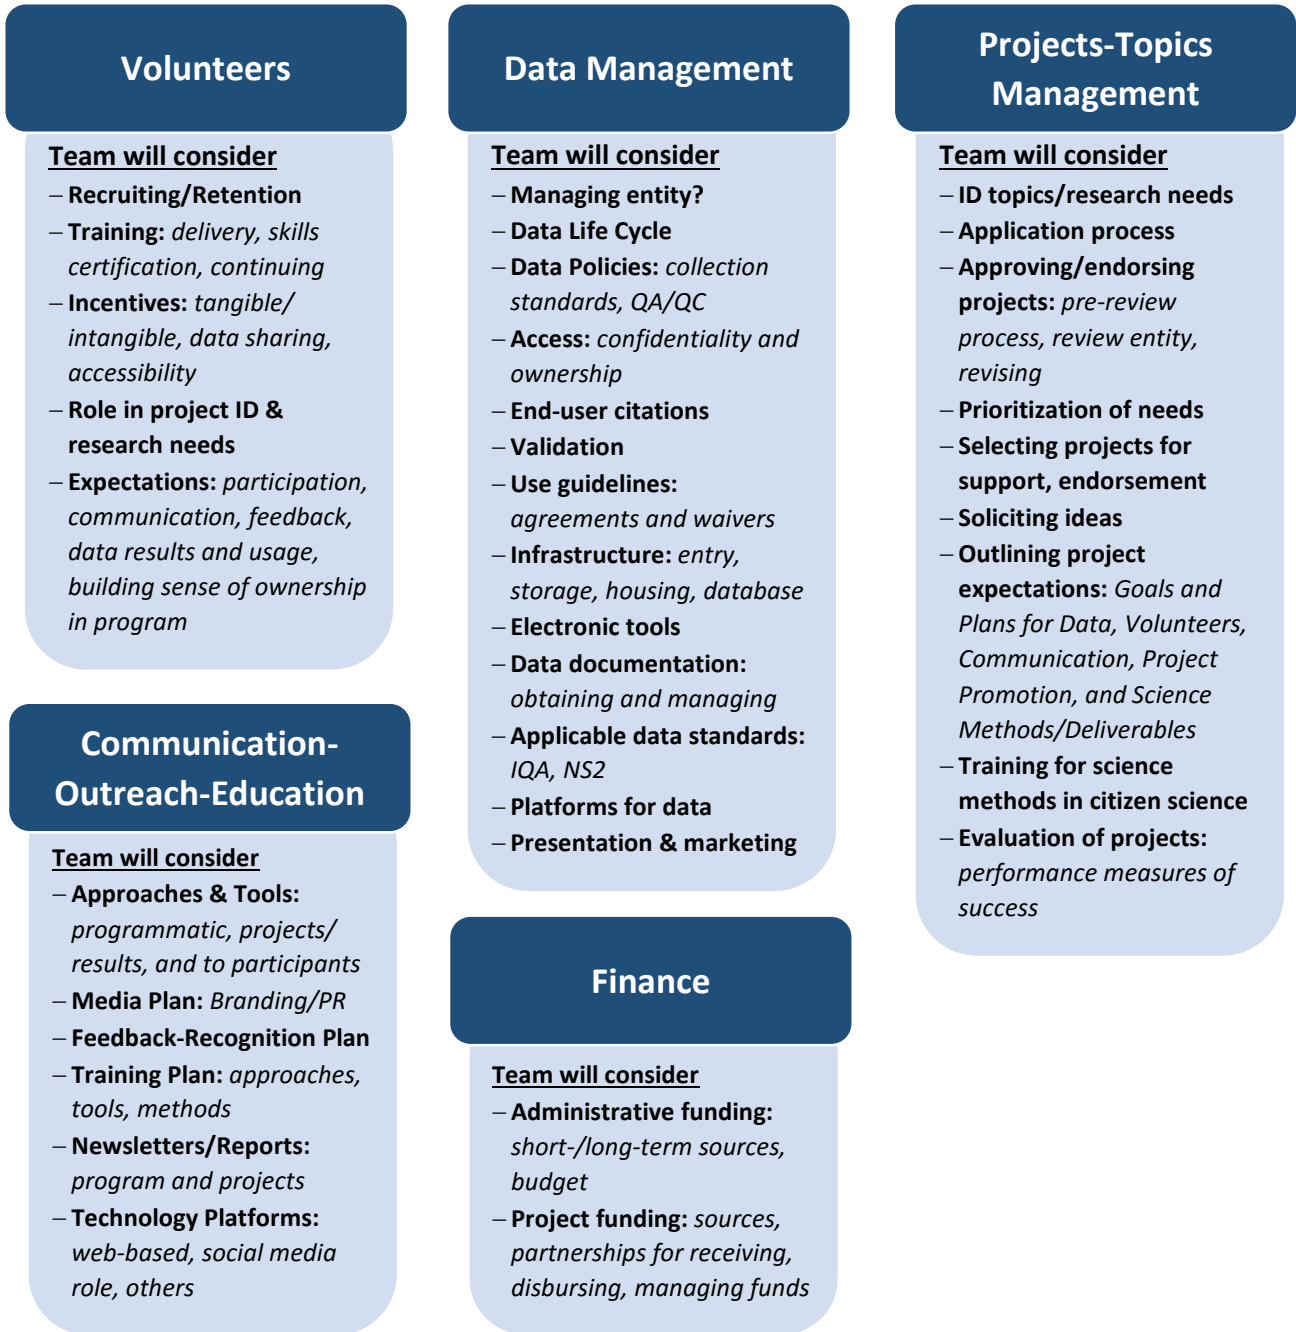 Volunteers
Team will consider
– Recruiting/Retention
– Training: delivery, skills
certification, continuing
– Incentives: tangible/
intangible, data sharing,
accessibility
– Role in project ID &
research needs
– Expectations: participation,
communication, feedback,
data results and usage,
building sense of ownership
in program
Communication-
Outreach-Education
Team will consider
– Approaches & Tools:
programmatic, projects/
results, and to participants
– Media Plan: Branding/PR
– Feedback-Recognition Plan
– Training Plan: approaches,
tools, methods
– Newsletters/Reports:
program and projects
– Technology Platforms:
web-based, social media
role, others
Data Management
Team will consider
– Managing entity?
– Data Life Cycle
– Data Policies: collection
standards, QA/QC
– Access: confidentiality and
ownership
– End-user citations
– Validation
– Use guidelines:
agreements and waivers
– Infrastructure: entry,
storage, housing, database
– Electronic tools
– Data documentation:
obtaining and managing
– Applicable data standards:
IQA, NS2
– Platforms for data
– Presentation & marketing
Finance
Team will consider
– Administrative funding:
short-/long-term sources,
budget
– Project funding: sources,
partnerships for receiving,
disbursing, managing funds
Projects-Topics
Management
Team will consider
– ID topics/research needs
– Application process
– Approving/endorsing
projects: pre-review
process, review entity,
revising
– Prioritization of needs
– Selecting projects for
support, endorsement
– Soliciting ideas
– Outlining project
expectations: Goals and
Plans for Data, Volunteers,
Communication, Project
Promotion, and Science
Methods/Deliverables
– Training for science
methods in citizen science
– Evaluation of projects:
performance measures of
success